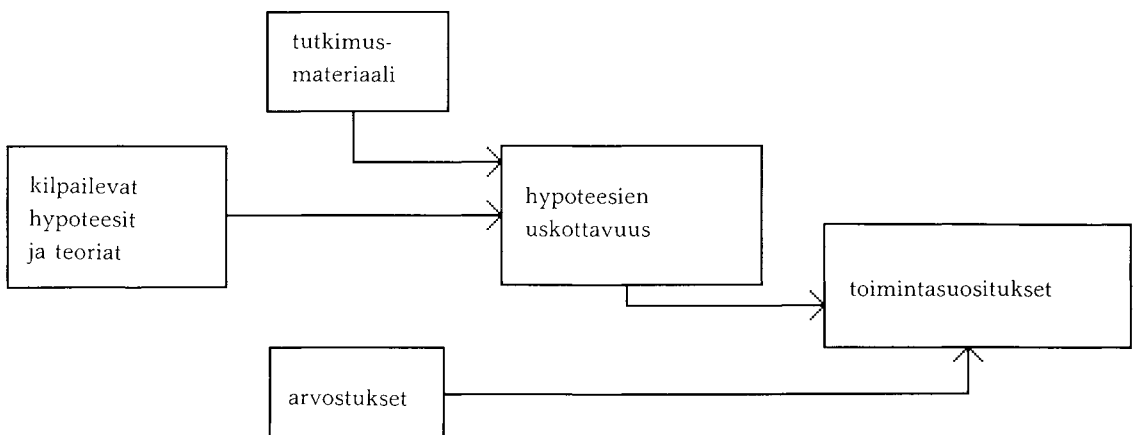 tutkimus-
materiaali
kilpailevat
hypoteesit
ja teoriat
hypoteesien
uskottavuus
toimintasuositukset
arvostukset